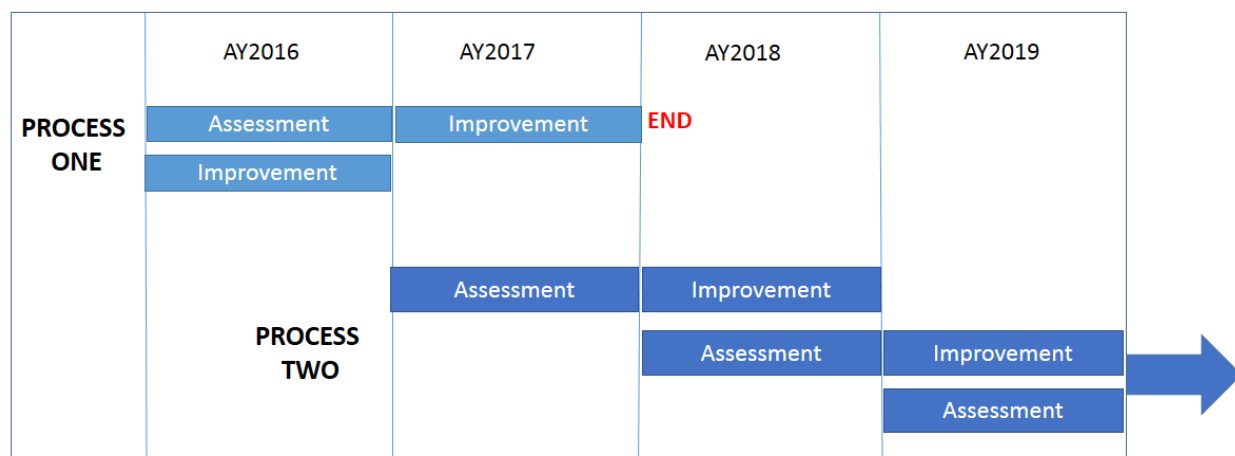 AY2016
AY2017
AY2018
AY2019
PROCESS
ONE
Assessment
Improvement
END
Improvement
PROCESS
TWO
Assessment
Improvement
Assessment
Improvement
Assessment